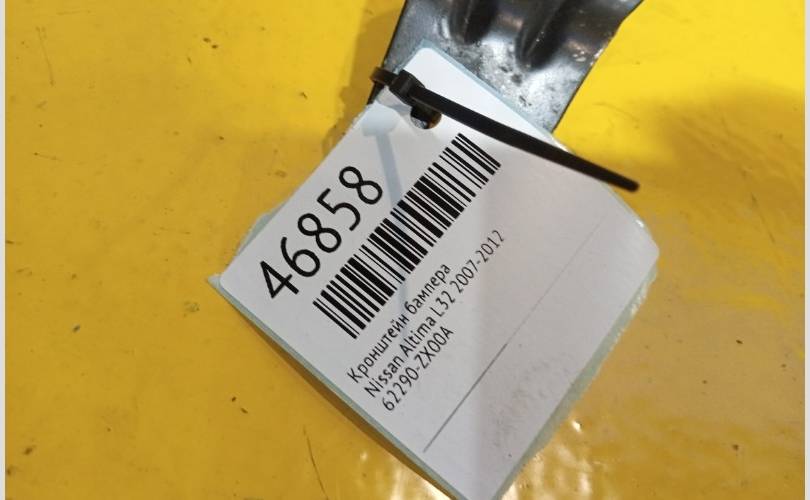 46858
Кронштейн бампера
Nissan Altima L32 2007-2012
62290-ZX00A